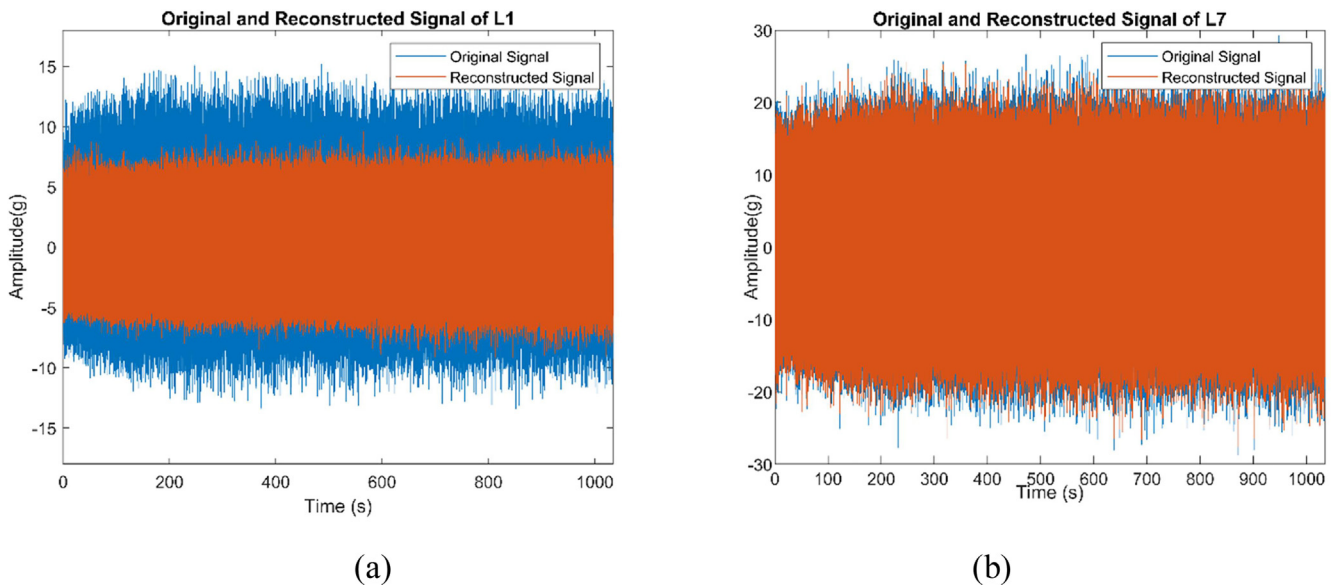 Original and Reconstructed Signal of L1
Original Signal
Reconstructed Signal
15
10
5
0
-5
-10
-15
Amplitude(g)
0 200 400 600 800 1000
Time (s)
(a)
Original and Reconstructed Signal of L7
Original Signal
Reconstructed Signal
30
20
10
0
-10
-20
-30
Amplitude(g)
0 100 200 300 400 500 600 700 800 900 1000
Time (s)
(b)